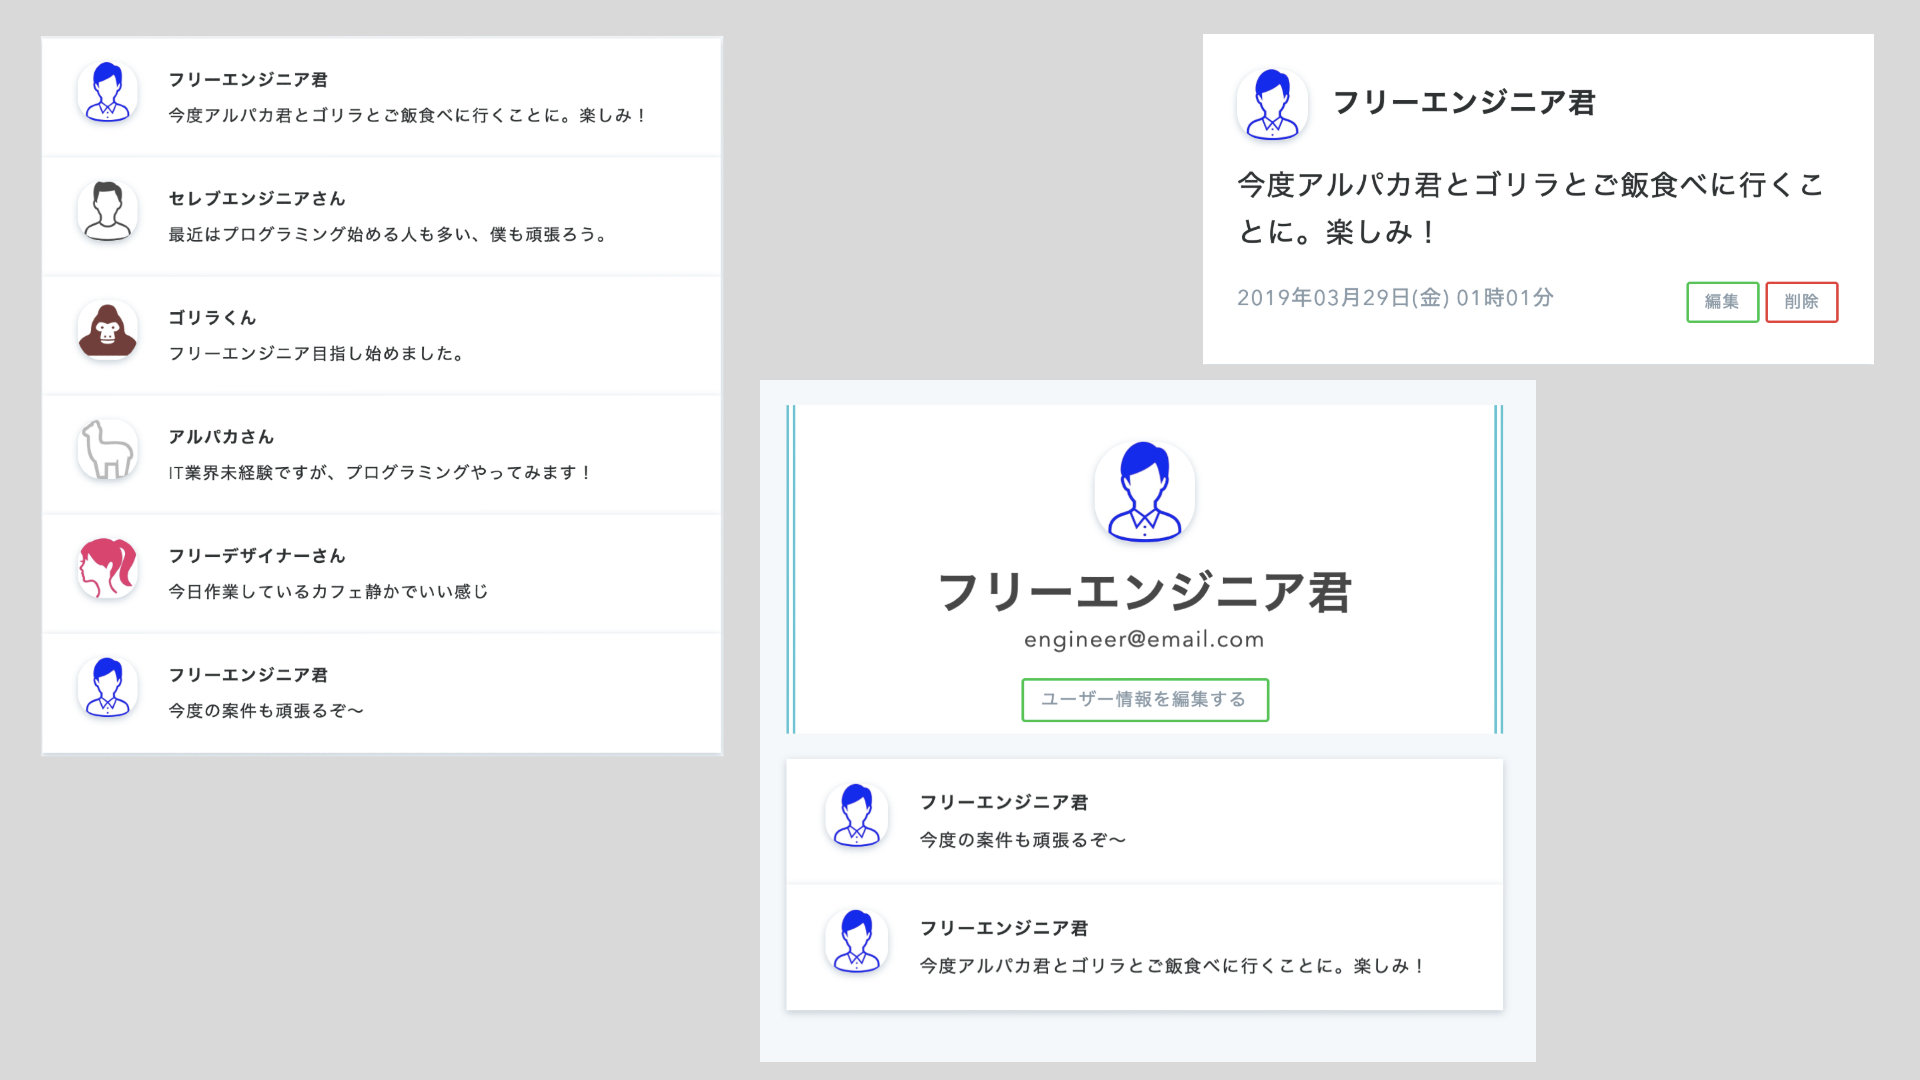 フリーエンジニア君
今度アルパカ君とゴリラとご飯食べに行くことに。楽しみ！
セレブエンジニアさん
最近はプログラミング始める人も多い、僕も頑張ろう。
ゴリラくん
フリーエンジニア目指し始めました。
アルパカさん
IT業界未経験ですが、プログラミングやってみます！
フリーデザイナーさん
今日作業しているカフェ静かでいい感じ
フリーエンジニア君
今度の案件も頑張るぞ〜
フリーエンジニア君
今度アルパカ君とゴリラとご飯食べに行くこ
とに。楽しみ！
2019年03月29日(金) 01時01分
編集
削除
フリーエンジニア君
engineer@email.com
ユーザー情報を編集する
フリーエンジニア君
今度の案件も頑張るぞ〜
フリーエンジニア君
今度アルパカ君とゴリラとご飯食べに行くことに。楽しみ！